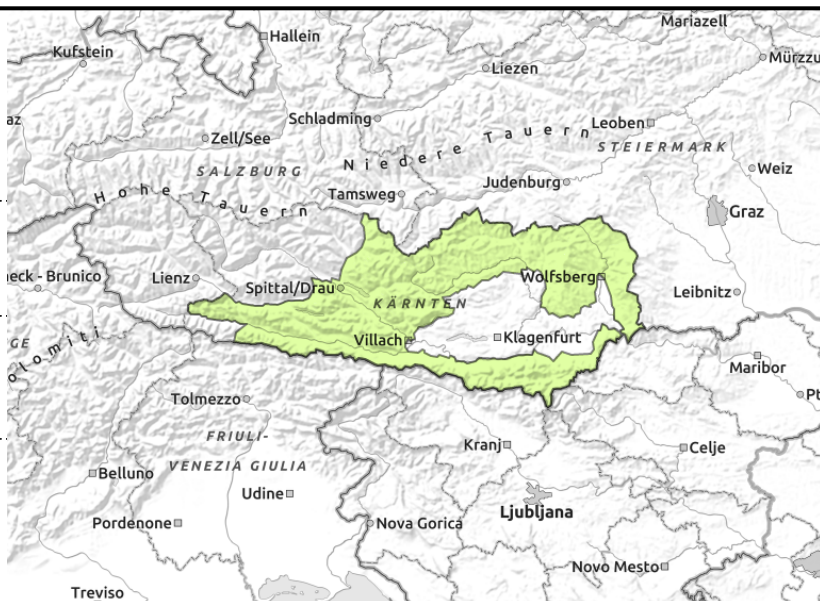 Mariazell
Hallein
Kufstein
Mürzzu
Liezen
Schladming
Leoben
Zell/See
Niedere Tauern
STEIERMARK
SALZBURG
Weiz
Hohe Tauern
Tamsweg
Judenburg
Graz
eck - Brunico
Lienz
Spittal/Drau
Wolfsberg
Leibnitz
KÄRNTEN
Villach
Klagenfurt
GE
olomiti
Maribor
Tolmezzo
Pt
FRIULI-
VENEZIA GIULIA
Kranj
Celje
Belluno
Udine
Ljubljana
Pordenone
Nova Gorica
Novo Mesto
Treviso